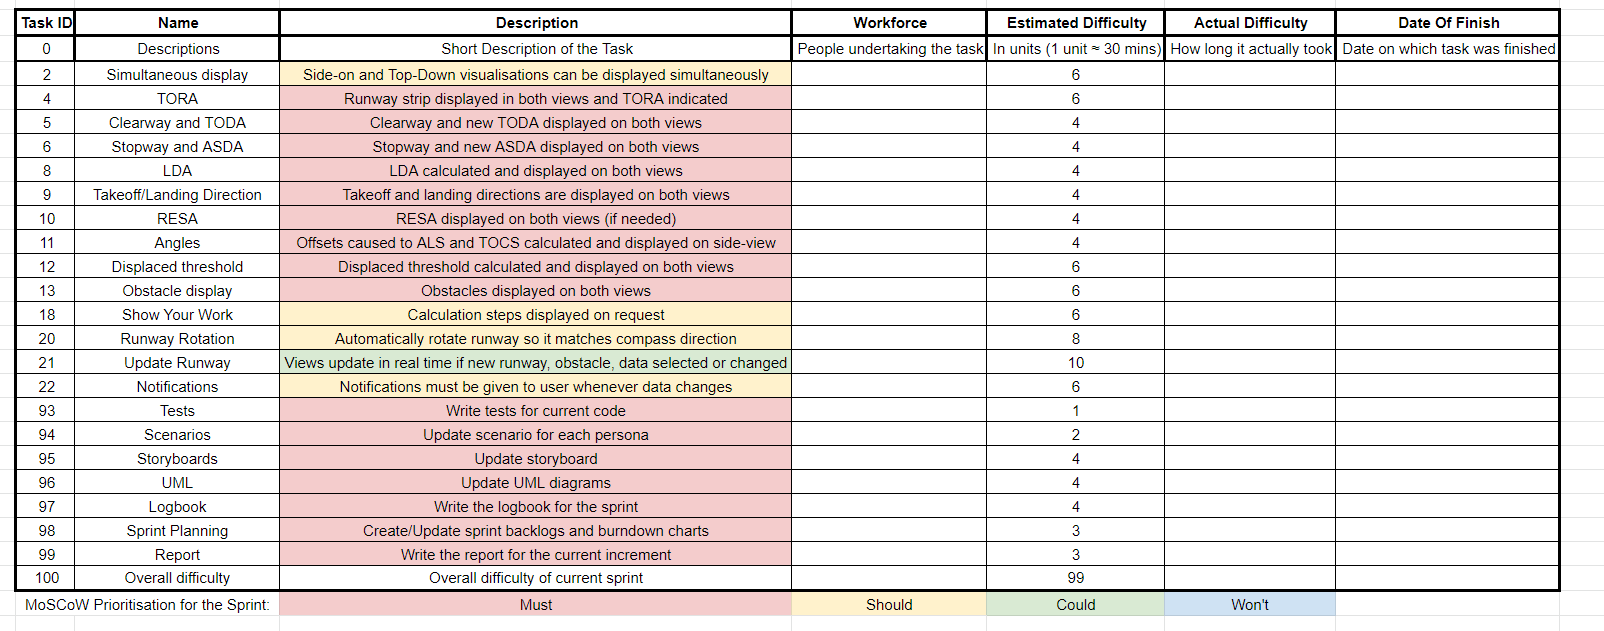 Task ID Name Description Workforce Estimated Difficulty Actual Difficulty Date Of Finish
0 Descriptions Short Description of the Task People undertaking the task In units (1 unit ≈ 30 mins) How long it actually took Date on which task was finished
2 Simultaneous display Side-on and Top-Down visualisations can be displayed simultaneously 6
4 TORA Runway strip displayed in both views and TORA indicated 6
5 Clearway and TODA Clearway and new TODA displayed on both views 4
6 Stopway and ASDA Stopway and new ASDA displayed on both views 4
8 LDA LDA calculated and displayed on both views 4
9 Takeoff/Landing Direction Takeoff and landing directions are displayed on both views 4
10 RESA RESA displayed on both views (if needed) 4
11 Angles Offsets caused to ALS and TOCS calculated and displayed on side-view 4
12 Displaced threshold Displaced threshold calculated and displayed on both views 6
13 Obstacle display Obstacles displayed on both views 6
18 Show Your Work Calculation steps displayed on request 6
20 Runway Rotation Automatically rotate runway so it matches compass direction 8
21 Update Runway Views update in real time if new runway, obstacle, data selected or changed 10
22 Notifications Notifications must be given to user whenever data changes 6
93 Tests Write tests for current code 1
94 Scenarios Update scenario for each persona 2
95 Storyboards Update storyboard 4
96 UML Update UML diagrams 4
97 Logbook Write the logbook for the sprint 4
98 Sprint Planning Create/Update sprint backlogs and burndown charts 3
99 Report Write the report for the current increment 3
100 Overall difficulty Overall difficulty of current sprint 99
MoSCoW Prioritisation for the Sprint: Must Should Could Won't